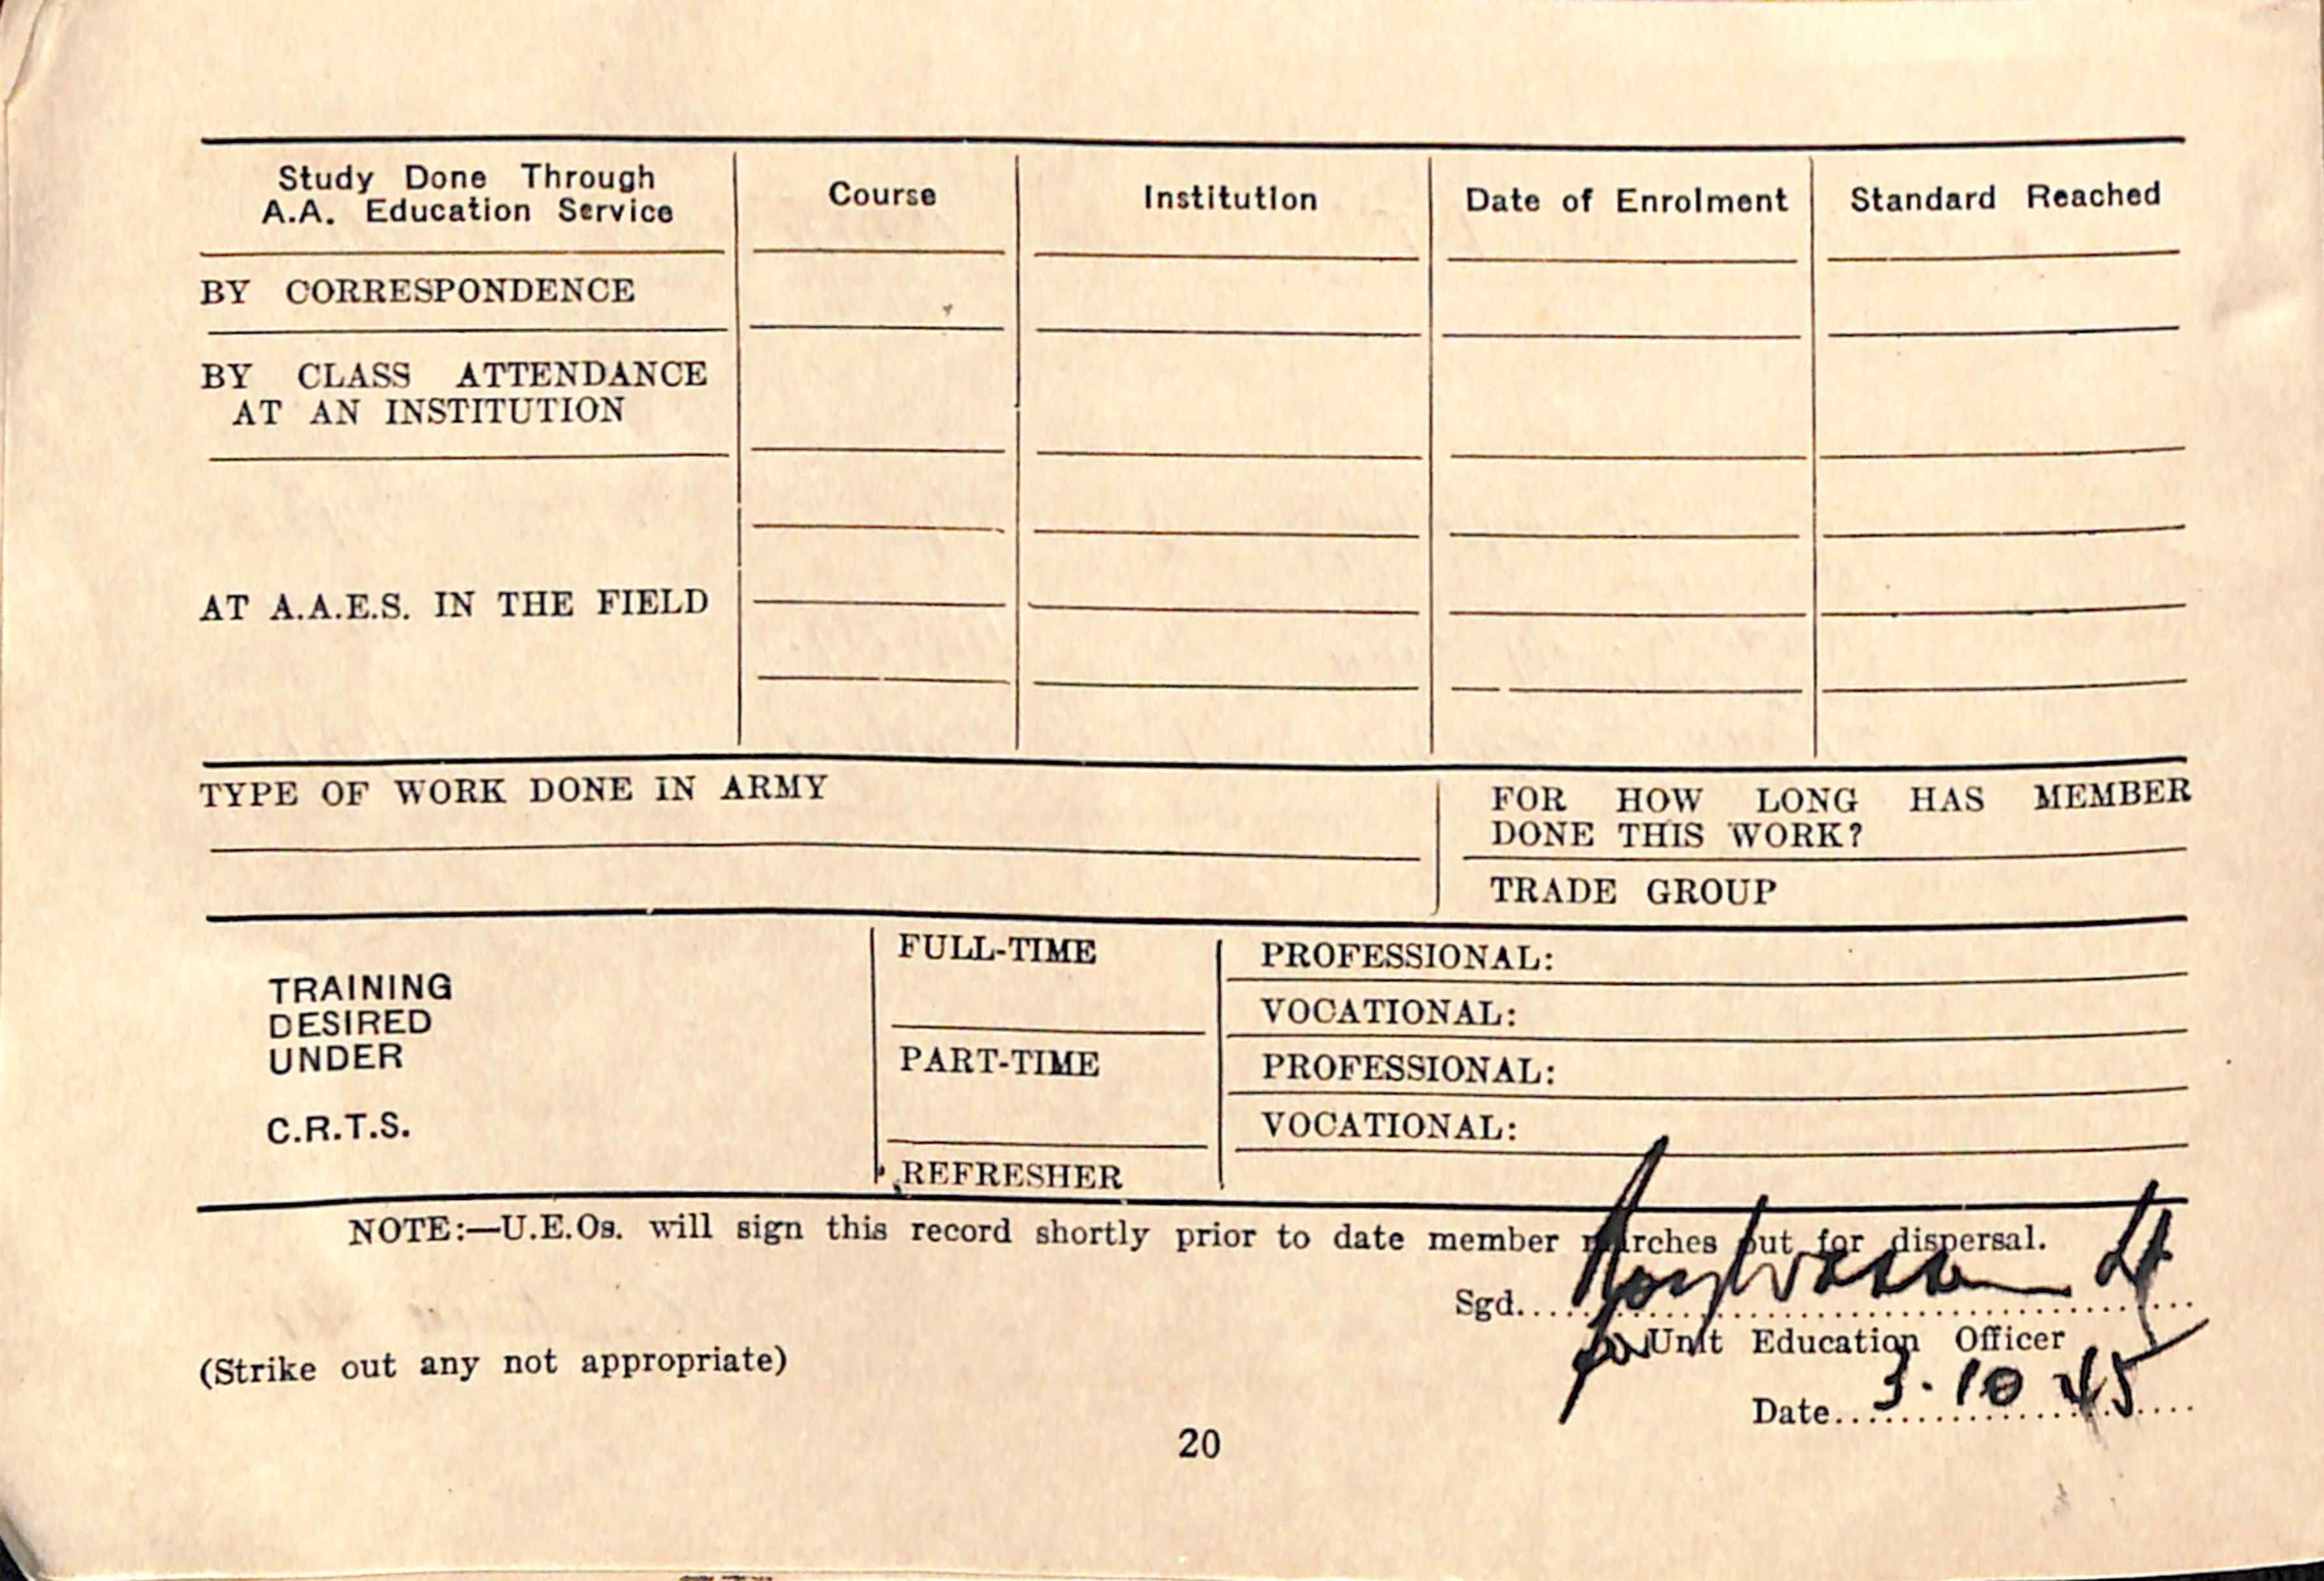 Study Done Through
A.A. Education Service
Course
Institution
Date of Enrolment
Standard Reached
BY CORRESPONDENCE
BY CLASS ATTENDANCE
AT AN INSTITUTION
AT A.A.E.S. IN THE FIELD
TYPE OF WORK DONE IN ARMY
FOR HOW LONG HAS MEMBER
DONE THIS WORK?
TRADE GROUP
TRAINING
DESIRED
UNDER
C.R.T.S.
FULL-TIME
PROFESSIONAL:
VOCATIONAL:
PART-TIME
PROFESSIONAL:
VOCATIONAL:
REFRESHER
NOTE:—U.E.Os. will sign this record shortly prior to date member marches out for dispersal.
Sgd. Lt
for Unit Education Officer
(Strike out any not appropriate)
Date 3.10.45
20